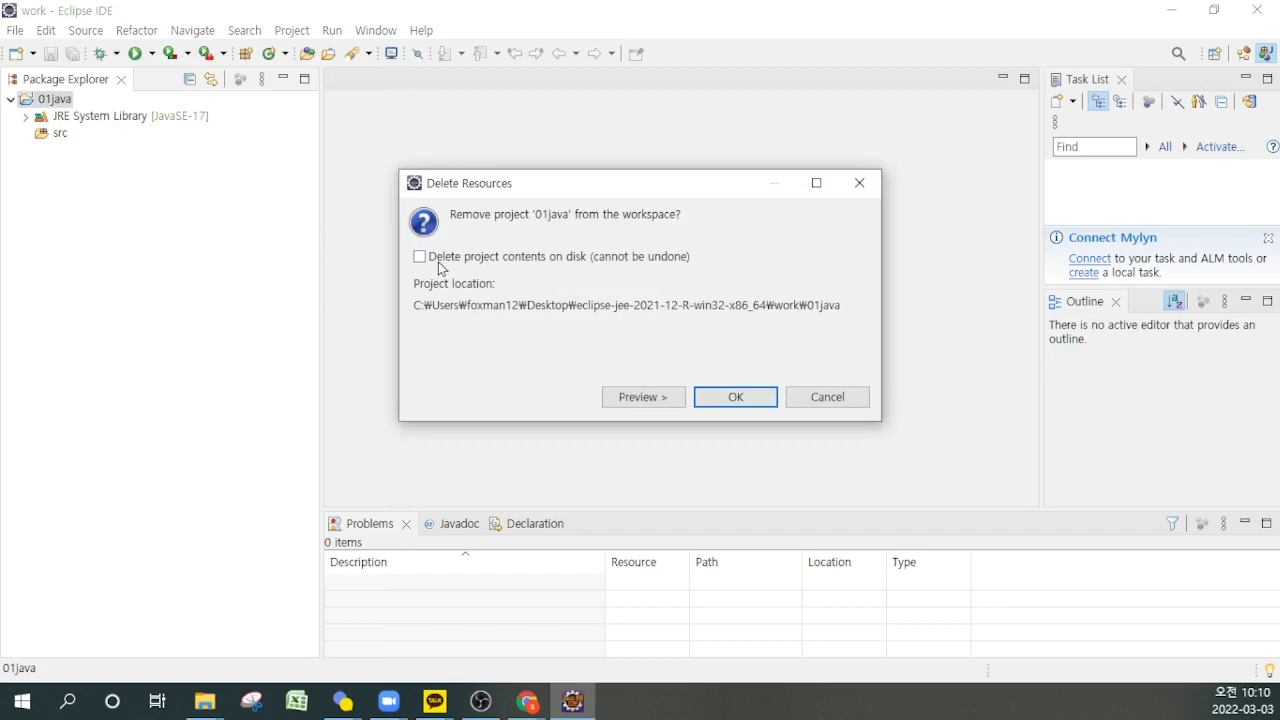 work - Eclipse IDE
File Edit Source Refactor Navigate Search Project Run Window Help
Package Explorer
01java
JRE System Library [JavaSE-17]
src
Delete Resources
Remove project '01java' from the workspace?
Delete project contents on disk (cannot be undone)
Project location:
C:₩Users₩foxman12₩Desktop₩eclipse-jee-2021-12-R-win32-x86_64₩work₩01java
Preview > OK Cancel
Task List
Find All Activate...
Connect Mylyn
Connect to your task and ALM tools or
create a local task.
Outline
There is no active editor that provides an
outline.
Problems Javadoc Declaration
0 items
Description Resource Path Location Type
01java
TALK
오전 10:10
2022-03-03